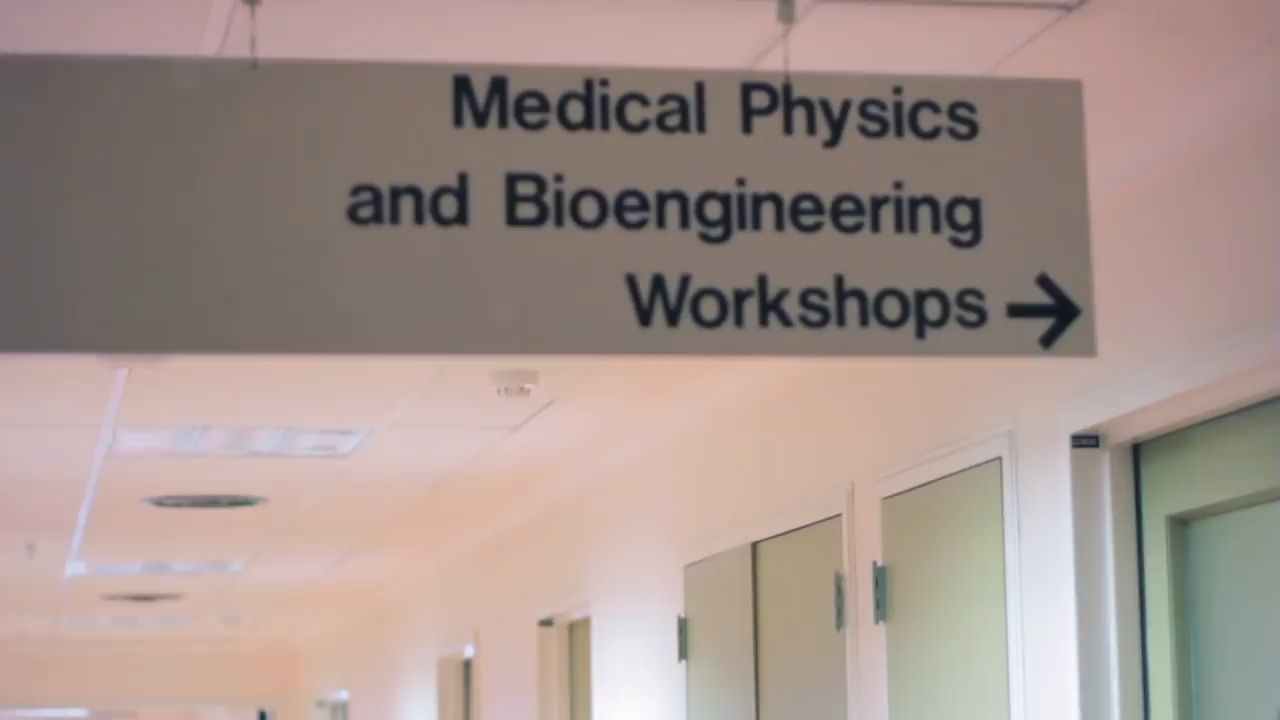 Medical Physics
and Bioengineering
Workshops →